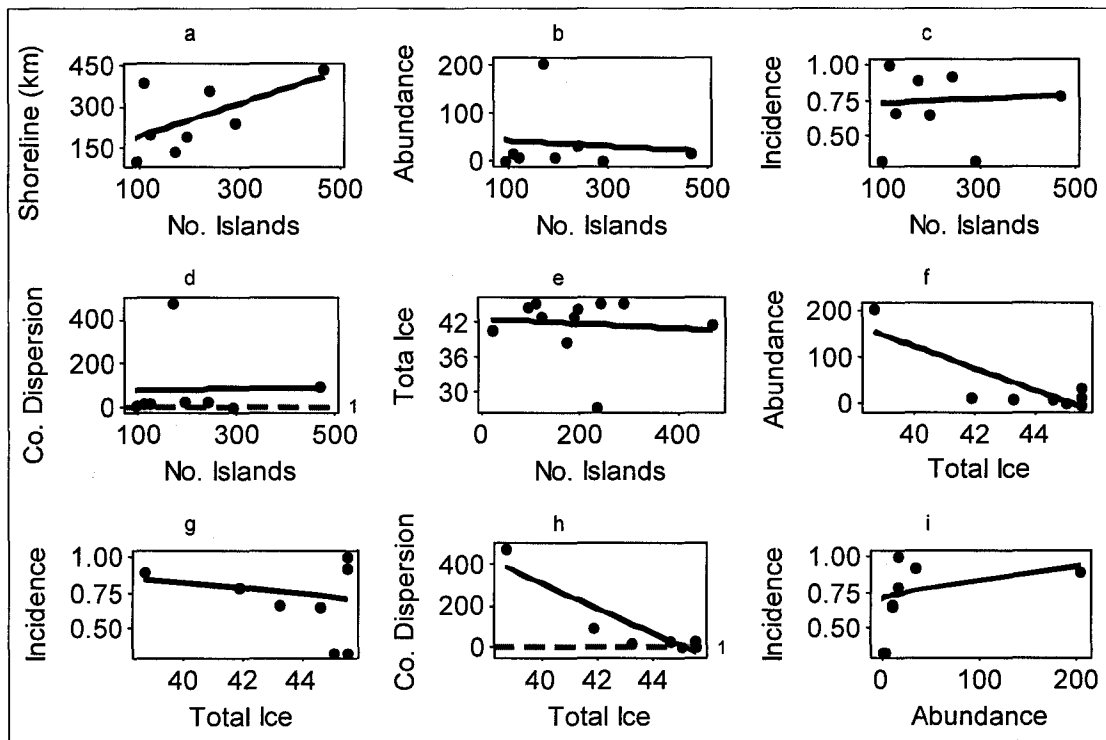 a
Shoreline (km)
450
300
150
100 300 500
No. Islands
b
Abundance
200
100
0
100 300 500
No. Islands
c
Incidence
1.00
0.75
0.50
100 300 500
No. Islands
d
Co. Dispersion
400
200
0
1
100 300 500
No. Islands
e
Tota Ice
42
36
30
0 200 400
No. Islands
f
Abundance
200
100
0
40 42 44
Total Ice
g
Incidence
1.00
0.75
0.50
40 42 44
Total Ice
h
Co. Dispersion
400
200
0
1
40 42 44
Total Ice
i
Incidence
1.00
0.75
0.50
0 100 200
Abundance